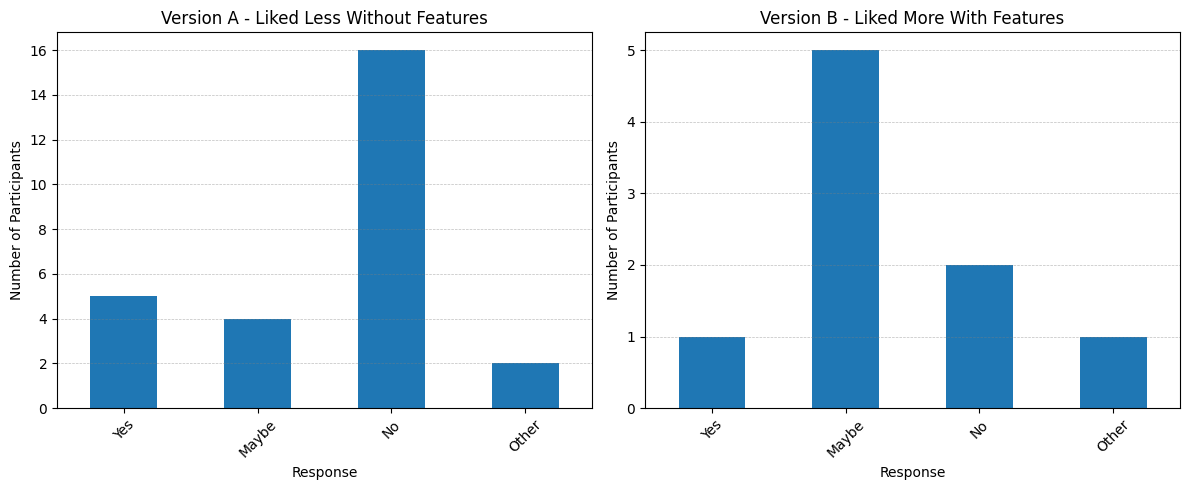 Version A - Liked Less Without Features
Number of Participants
16
14
12
10
8
6
4
2
0
Yes
Maybe
No
Other
Response
Version B - Liked More With Features
Number of Participants
5
4
3
2
1
0
Yes
Maybe
No
Other
Response